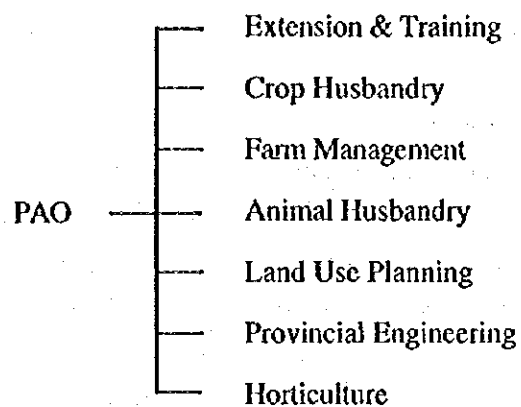 Extension & Training
Crop Husbandry
Farm Management
PAO
Animal Husbandry
Land Use Planning
Provincial Engineering
Horticulture